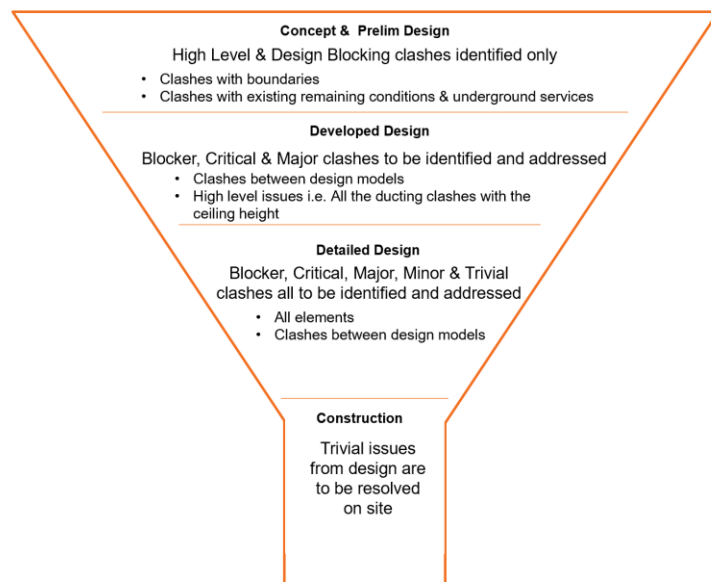 Concept & Prelim Design
High Level & Design Blocking clashes identified only
• Clashes with boundaries
• Clashes with existing remaining conditions & underground services
Developed Design
Blocker, Critical & Major clashes to be identified and addressed
• Clashes between design models
• High level issues i.e. All the ducting clashes with the
ceiling height
Detailed Design
Blocker, Critical, Major, Minor & Trivial
clashes all to be identified and addressed
• All elements
• Clashes between design models
Construction
Trivial issues
from design are
to be resolved
on site